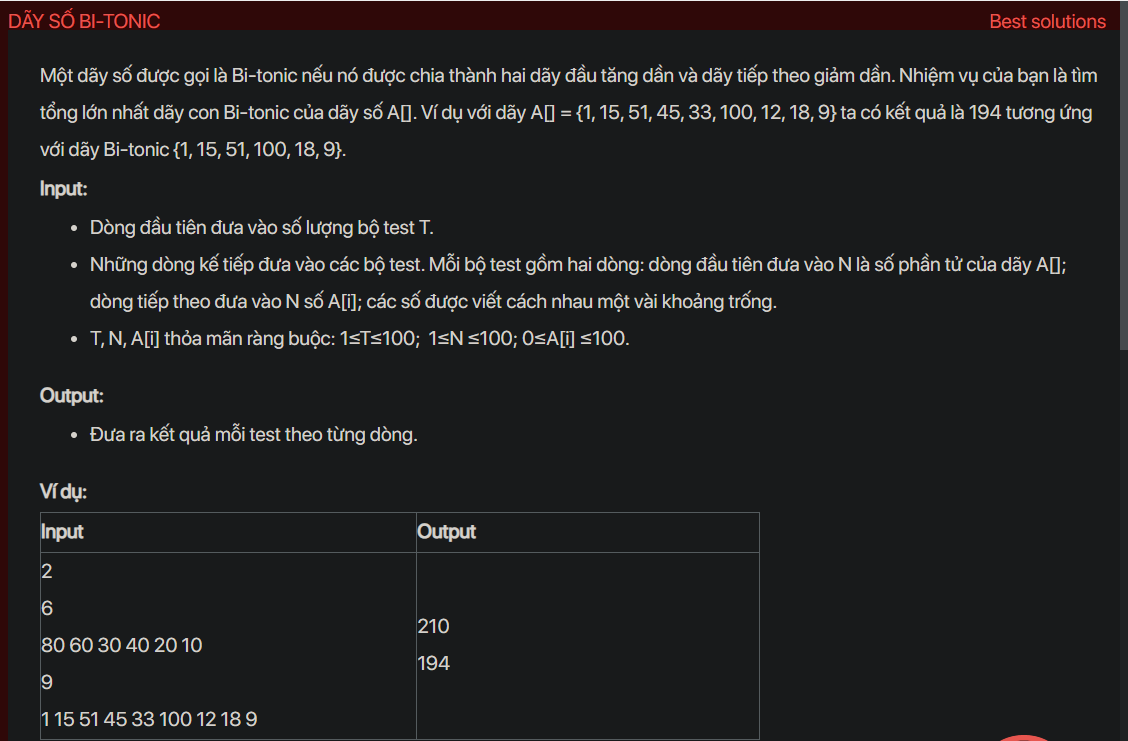 DÃY SỐ BI-TONIC
Best solutions
Một dãy số được gọi là Bi-tonic nếu nó được chia thành hai dãy đầu tăng dần và dãy tiếp theo giảm dần. Nhiệm vụ của bạn là tìm
tổng lớn nhất dãy con Bi-tonic của dãy số A[]. Ví dụ với dãy A[] = {1, 15, 51, 45, 33, 100, 12, 18, 9} ta có kết quả là 194 tương ứng
với dãy Bi-tonic {1, 15, 51, 100, 18, 9}.
Input:
• Dòng đầu tiên đưa vào số lượng bộ test T.
• Những dòng kế tiếp đưa vào các bộ test. Mỗi bộ test gồm hai dòng: dòng đầu tiên đưa vào N là số phần tử của dãy A[];
dòng tiếp theo đưa vào N số A[i]; các số được viết cách nhau một vài khoảng trống.
• T, N, A[i] thỏa mãn ràng buộc: 1≤T≤100; 1≤N ≤100; 0≤A[i] ≤100.
Output:
• Đưa ra kết quả mỗi test theo từng dòng.
Ví dụ:
Input
Output
2
6
80 60 30 40 20 10
9
1 15 51 45 33 100 12 18 9
210
194